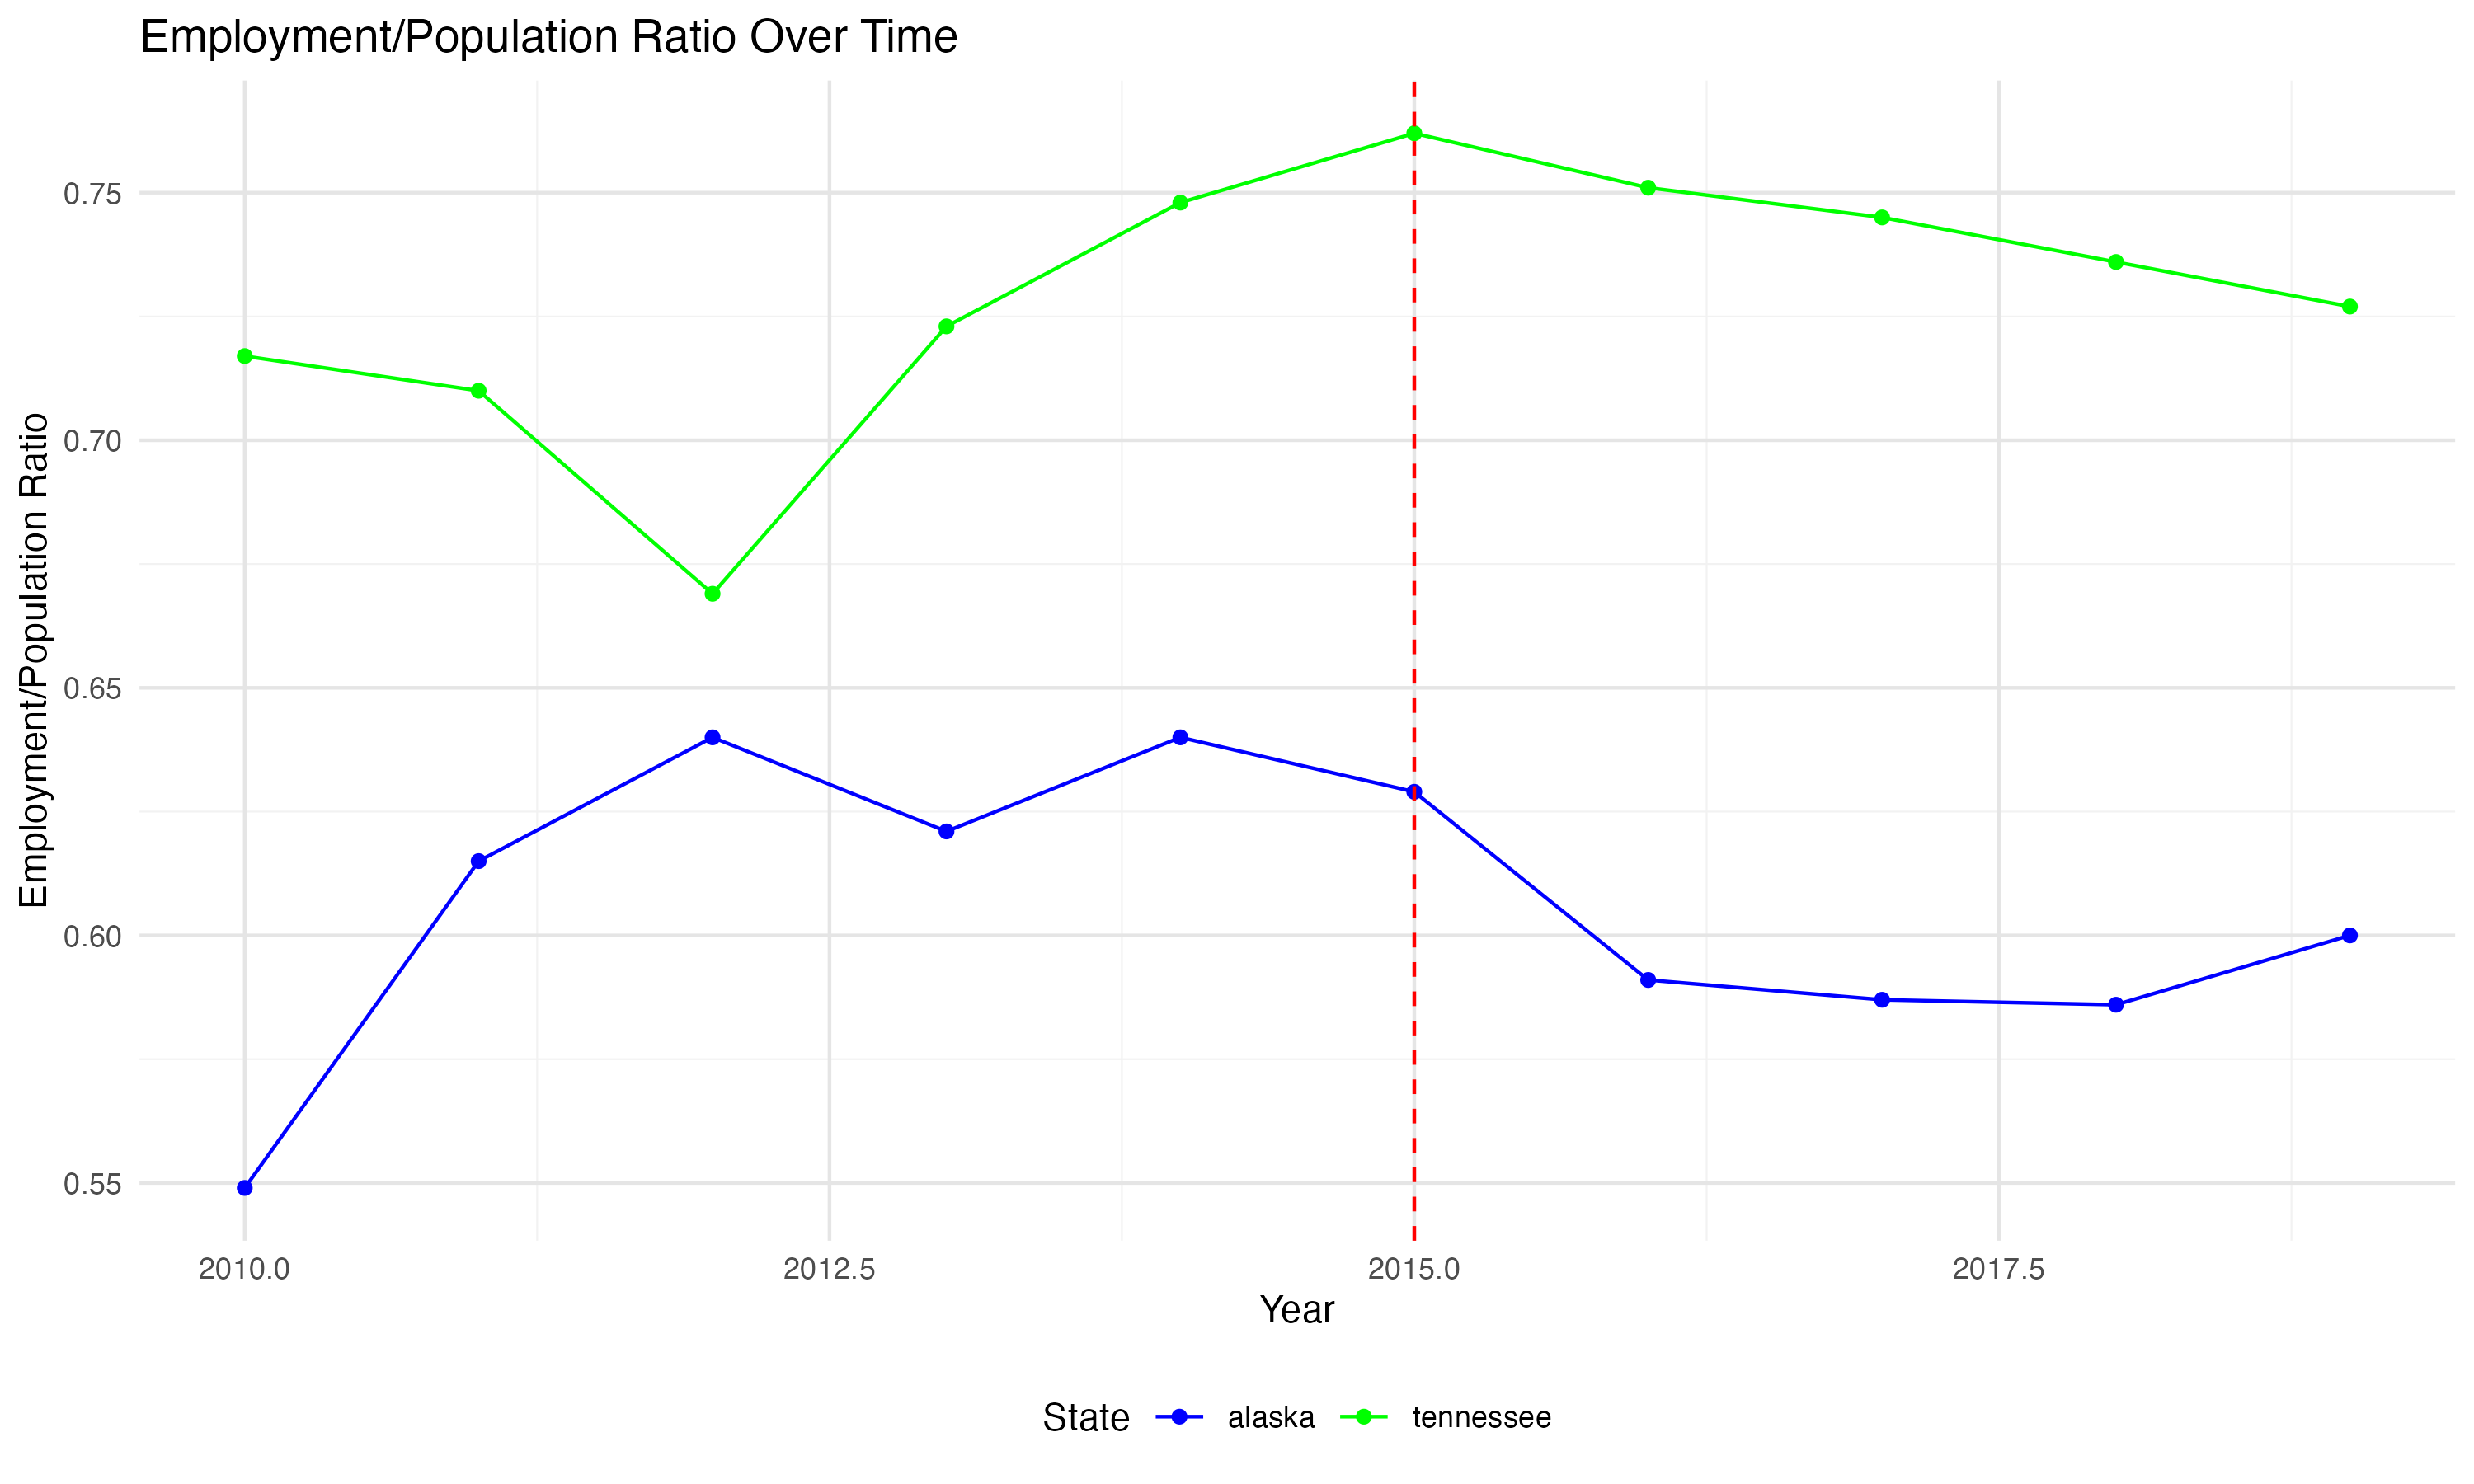 Employment/Population Ratio Over Time
Employment/Population Ratio
0.75
0.70
0.65
0.60
0.55
2010.0 2012.5 2015.0 2017.5
Year
State alaska tennessee